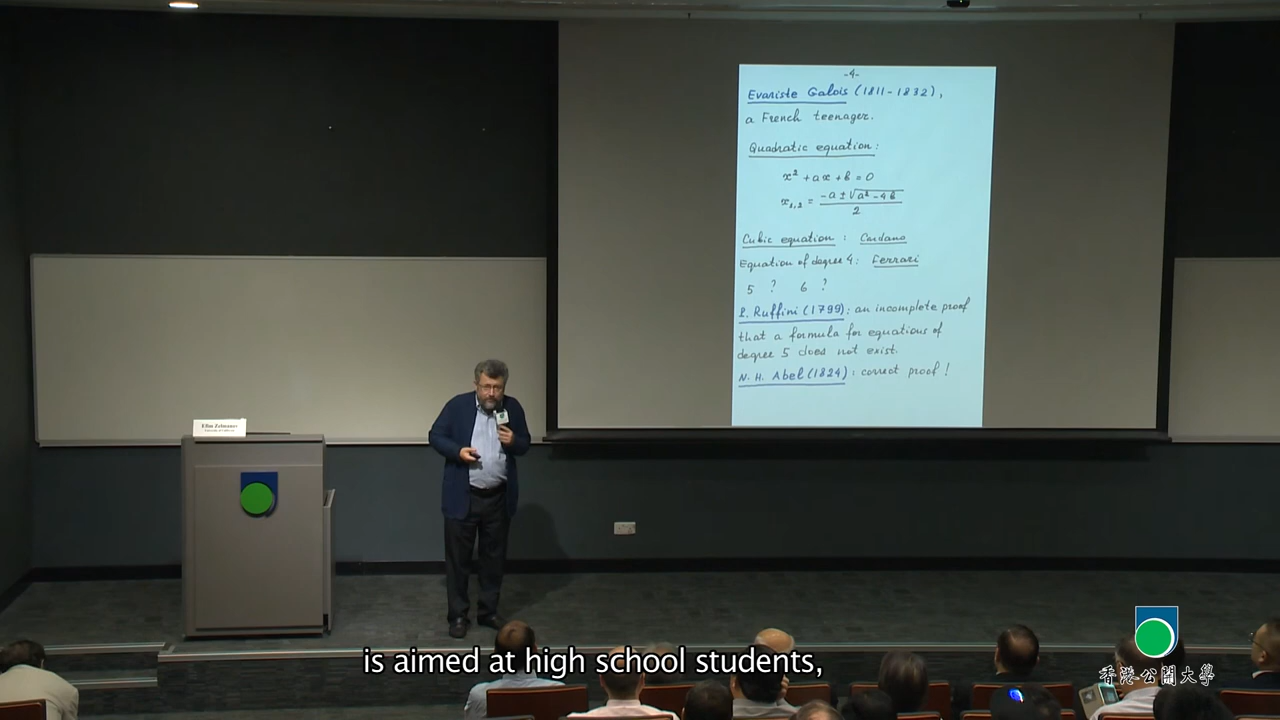 -4-
Evariste Galois (1811-1832),
a French teenager.
Quadratic equation:
x² + ax + b = 0
x₁,₂ = (-a ± √(a² - 4b)) / 2
Cubic equation : Cardano
Equation of degree 4: Ferrari
5 ? 6 ?
P. Ruffini (1799): an incomplete proof
that a formula for equations of
degree 5 does not exist.
N. H. Abel (1824): correct proof!
Efim Zelmanov
is aimed at high school students,
香港公開大學